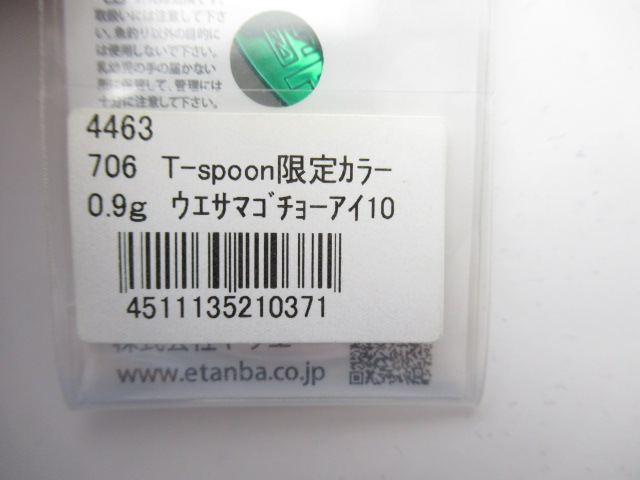 取扱いには注意して下さ
い。魚釣り以外の目的に
は使用しないで下さい。
乳幼児の手の届かない
所に保管して、管理には
十分に注意して下さい。
4463
706 T-spoon限定ｶﾗｰ
0.9g ｳｴｻﾏｺﾞﾁｮｰｱｲ10
4511135210371
www.etanba.co.jp